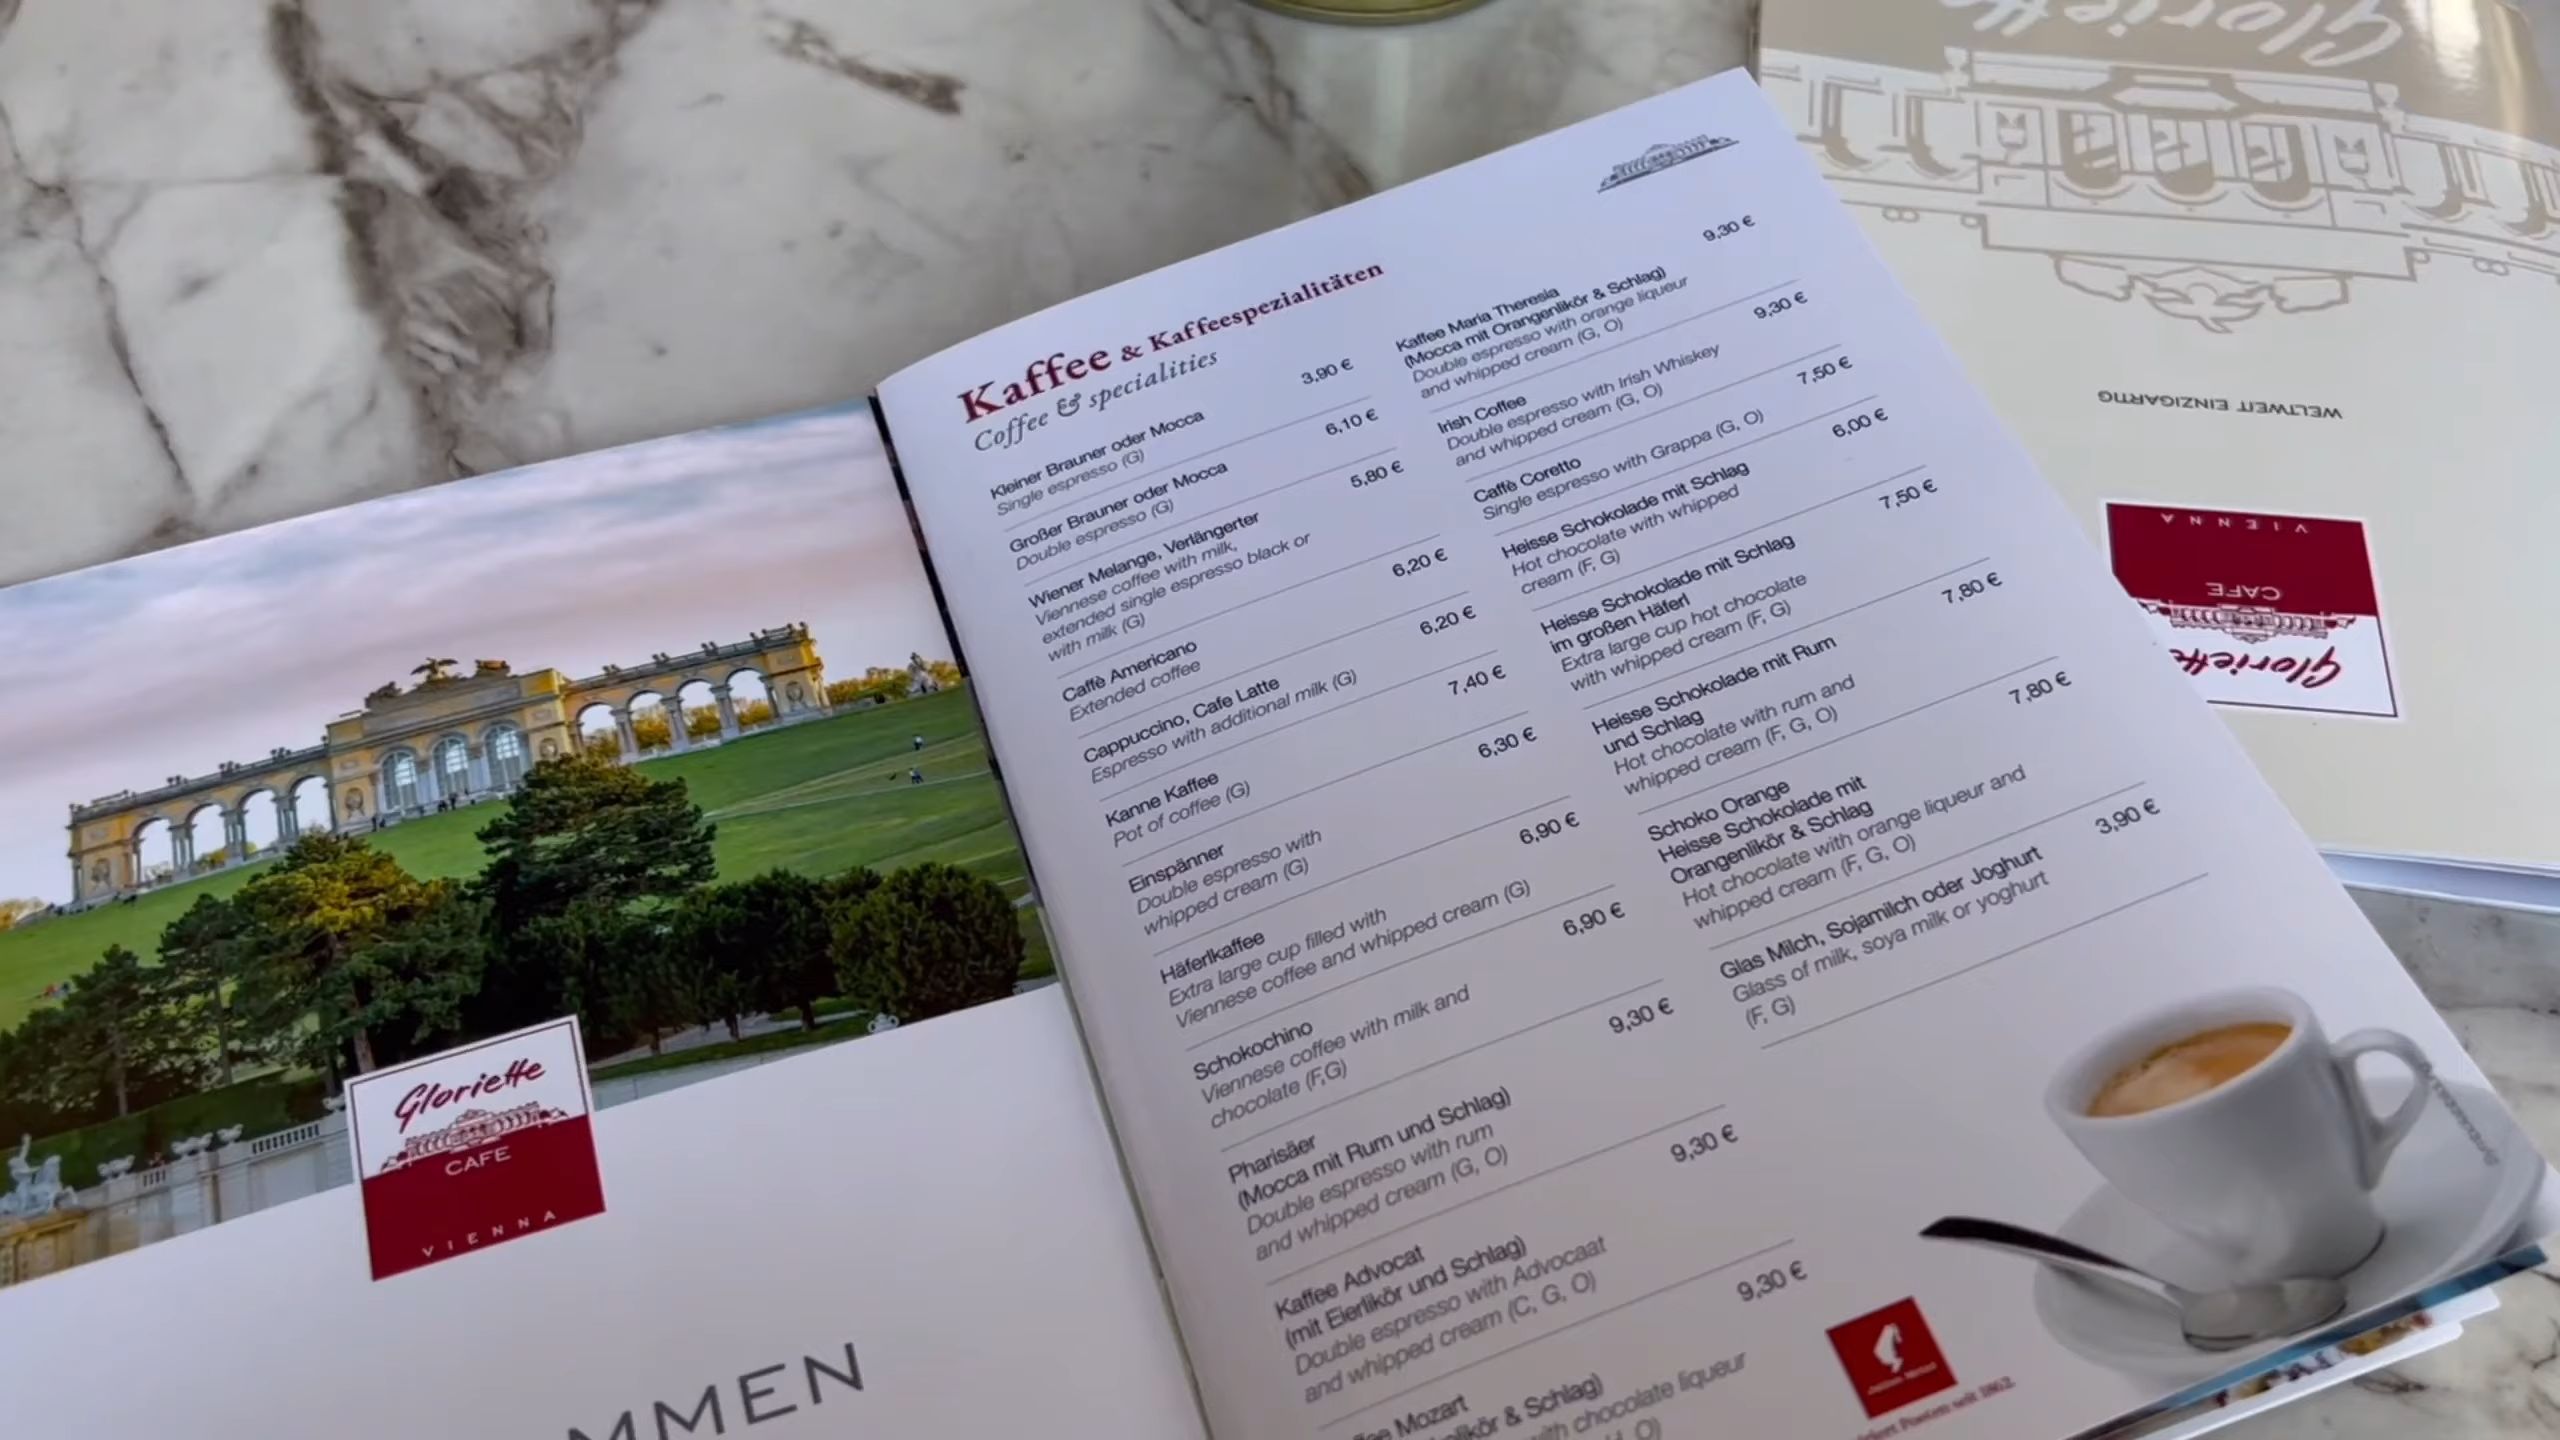 Gloriette
CAFE
VIENNA
MMEN
Kaffee & Kaffeespezialitäten
Coffee & specialities
Kleiner Brauner oder Mocca 3,90 €
Single espresso (G)
Großer Brauner oder Mocca 6,10 €
Double espresso (G)
Wiener Melange, Verlängerter 5,80 €
Viennese coffee with milk,
extended single espresso black or
with milk (G)
Caffè Americano 6,20 €
Extended coffee
Cappuccino, Cafe Latte 6,20 €
Espresso with additional milk (G)
Kanne Kaffee 7,40 €
Pot of coffee (G)
Einspänner 6,30 €
Double espresso with
whipped cream (G)
Häferlkaffee 6,90 €
Extra large cup filled with
Viennese coffee and whipped cream (G)
Schokochino 6,90 €
Viennese coffee with milk and
chocolate (F,G)
Pharisäer 9,30 €
(Mocca mit Rum und Schlag)
Double espresso with rum
and whipped cream (G, O)
Kaffee Advocat 9,30 €
(mit Eierlikör und Schlag)
Double espresso with Advocaat
and whipped cream (C, G, O)
Mozart 9,30 €
& Schlag)
with chocolate liqueur
Kaffee Maria Theresia 9,30 €
(Mocca mit Orangenlikör & Schlag)
Double espresso with orange liqueur
and whipped cream (G, O)
Irish Coffee 9,30 €
Double espresso with Irish Whiskey
and whipped cream (G, O)
Caffè Coretto 7,50 €
Single espresso with Grappa (G, O)
Heisse Schokolade mit Schlag 6,00 €
Hot chocolate with whipped
cream (F, G)
Heisse Schokolade mit Schlag 7,50 €
im großen Häferl
Extra large cup hot chocolate
with whipped cream (F, G)
Heisse Schokolade mit Rum 7,80 €
und Schlag
Hot chocolate with rum and
whipped cream (F, G, O)
Schoko Orange 7,80 €
Heisse Schokolade mit
Orangenlikör & Schlag
Hot chocolate with orange liqueur and
whipped cream (F, G, O)
Glas Milch, Sojamilch oder Joghurt 3,90 €
Glass of milk, soya milk or yoghurt
(F, G)
Gloriette
WELTWEIT EINZIGARTIG
VIENNA
CAFE
Gloriette